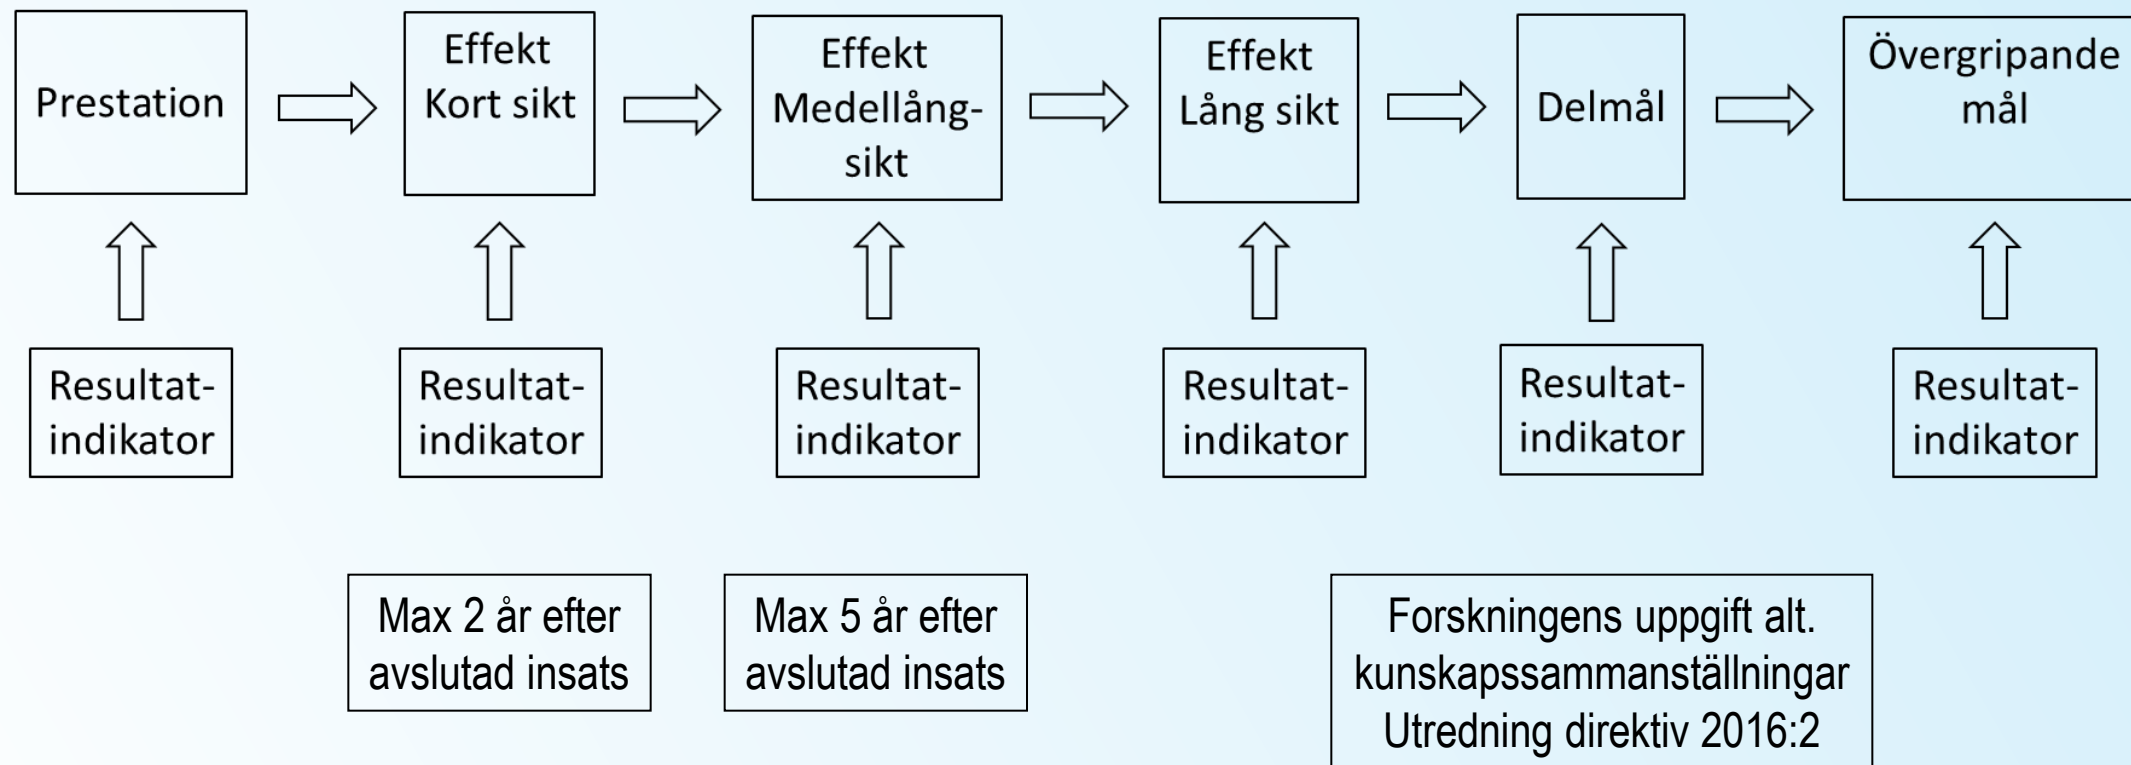 Prestation
Effekt
Kort sikt
Effekt
Medellång-
sikt
Effekt
Lång sikt
Delmål
Övergripande
mål
Resultat-
indikator
Resultat-
indikator
Resultat-
indikator
Resultat-
indikator
Resultat-
indikator
Resultat-
indikator
Max 2 år efter
avslutad insats
Max 5 år efter
avslutad insats
Forskningens uppgift alt.
kunskapssammanställningar
Utredning direktiv 2016:2